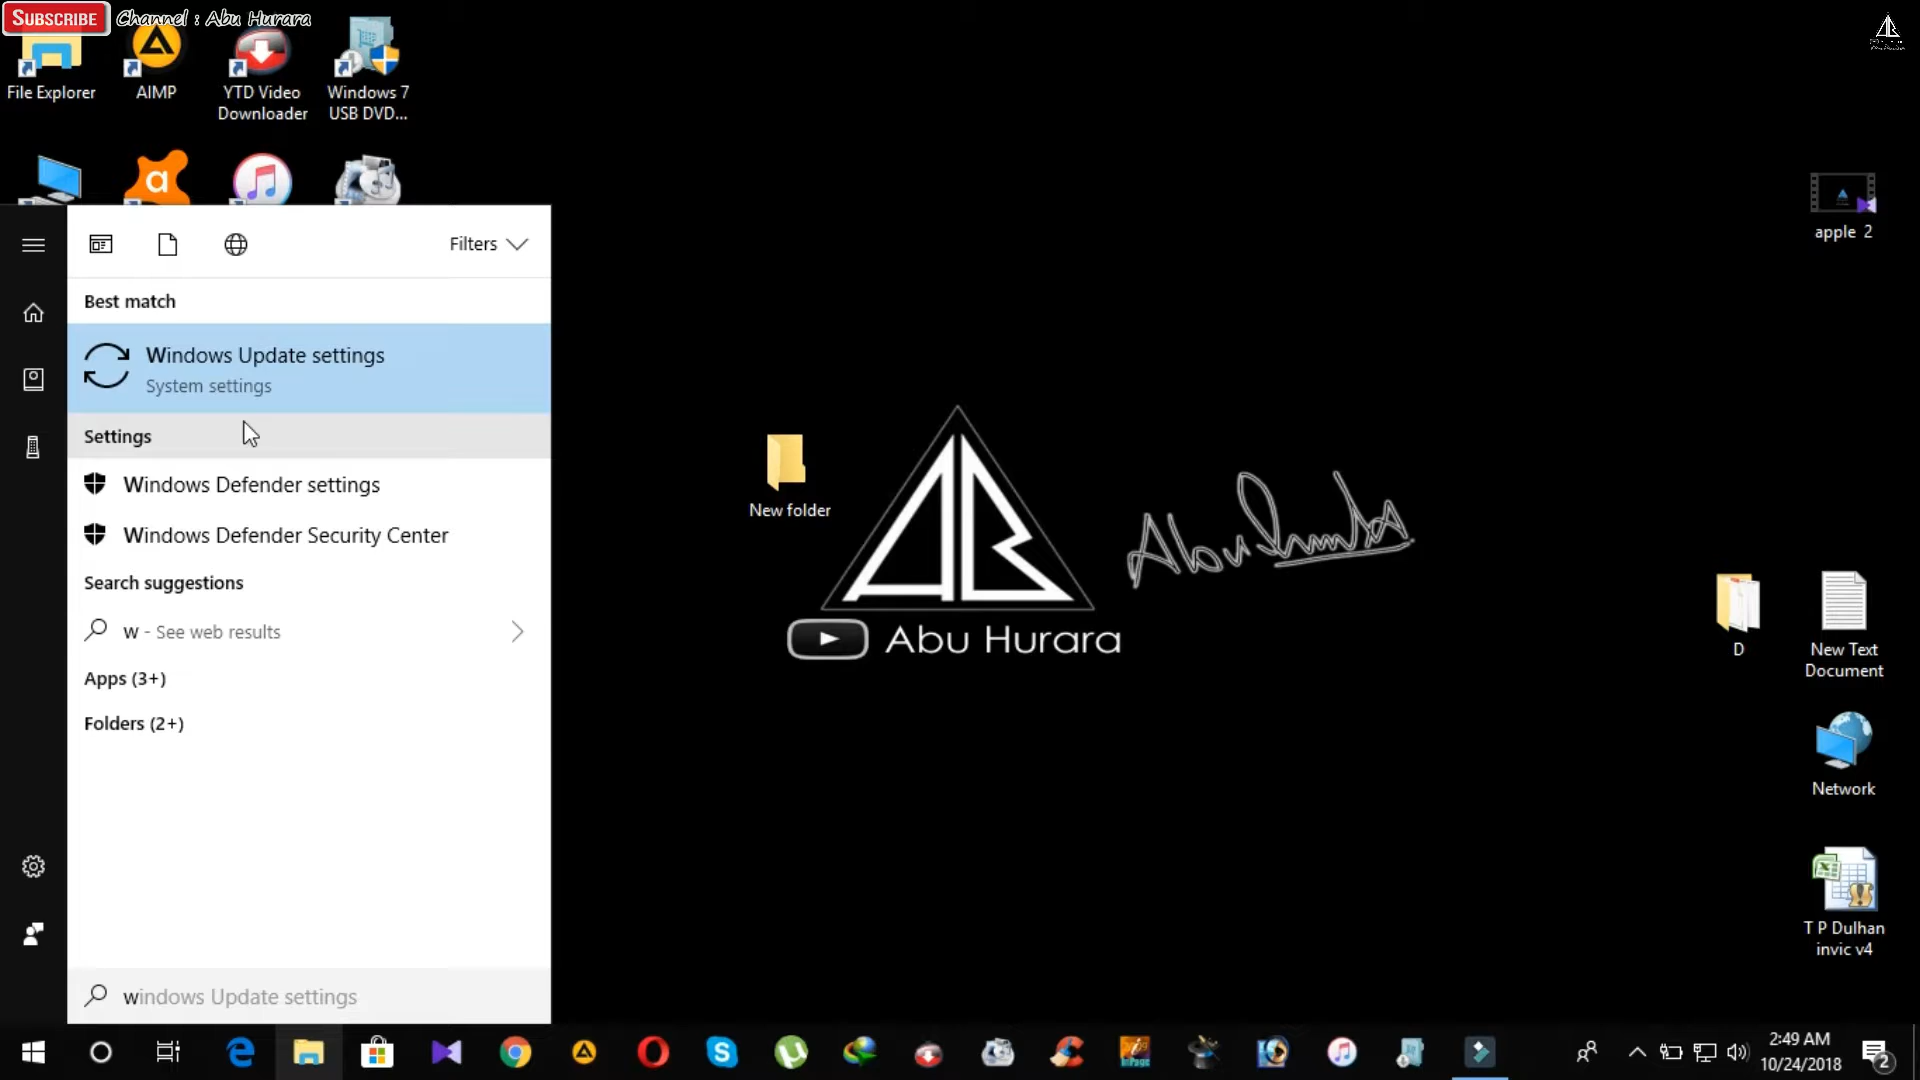 SUBSCRIBE Channel : Abu Hurara
File Explorer
AIMP
YTD Video
Downloader
Windows 7
USB DVD...
apple 2
Filters
Best match
Windows Update settings
System settings
Settings
Windows Defender settings
Windows Defender Security Center
Search suggestions
w - See web results
Apps (3+)
Folders (2+)
windows Update settings
New folder
Abu Hurara
D
New Text
Document
Network
T P Dulhan
invic v4
2:49 AM
10/24/2018
2